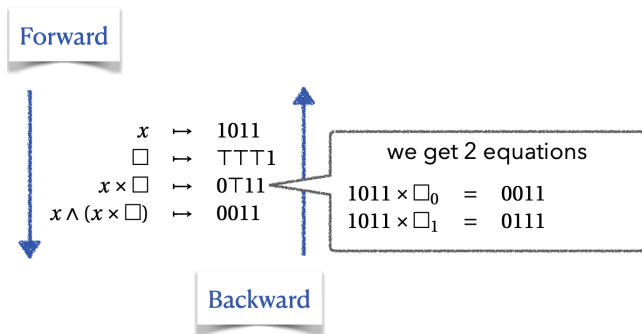 Forward
x ↦ 1011
□ ↦ ⊤⊤⊤1
x × □ ↦ 0⊤11
x ∧ (x × □) ↦ 0011
we get 2 equations
1011 × □₀ = 0011
1011 × □₁ = 0111
Backward